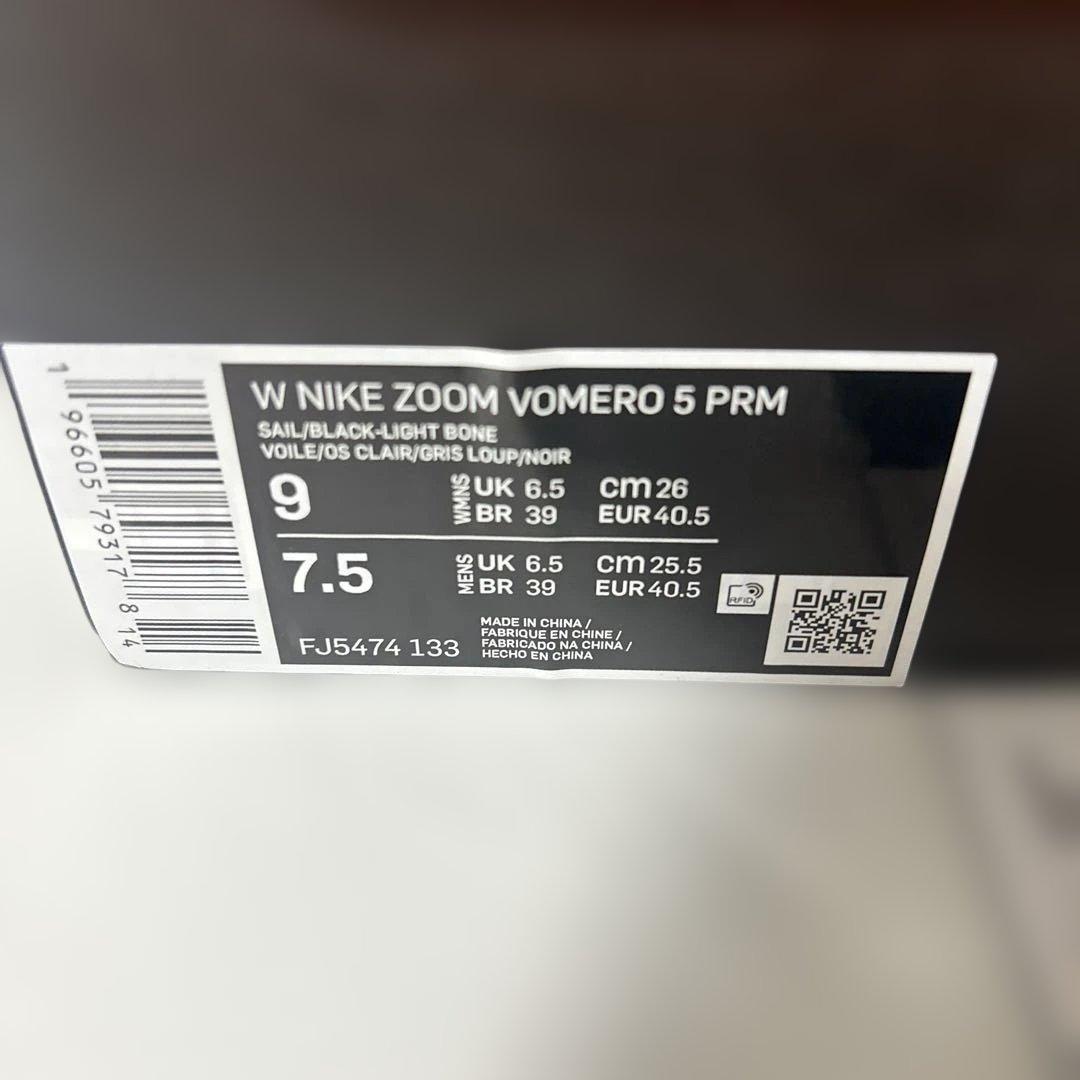 W NIKE ZOOM VOMERO 5 PRM
SAIL/BLACK-LIGHT BONE
VOILE/OS CLAIR/GRIS LOUP/NOIR
9 WMNS UK 6.5 cm 26
BR 39 EUR 40.5
7.5 MENS UK 6.5 cm 25.5
BR 39 EUR 40.5
RFID
FJ5474 133
MADE IN CHINA /
FABRIQUE EN CHINE /
FABRICADO NA CHINA /
HECHO EN CHINA
1 96605 79317 8 14